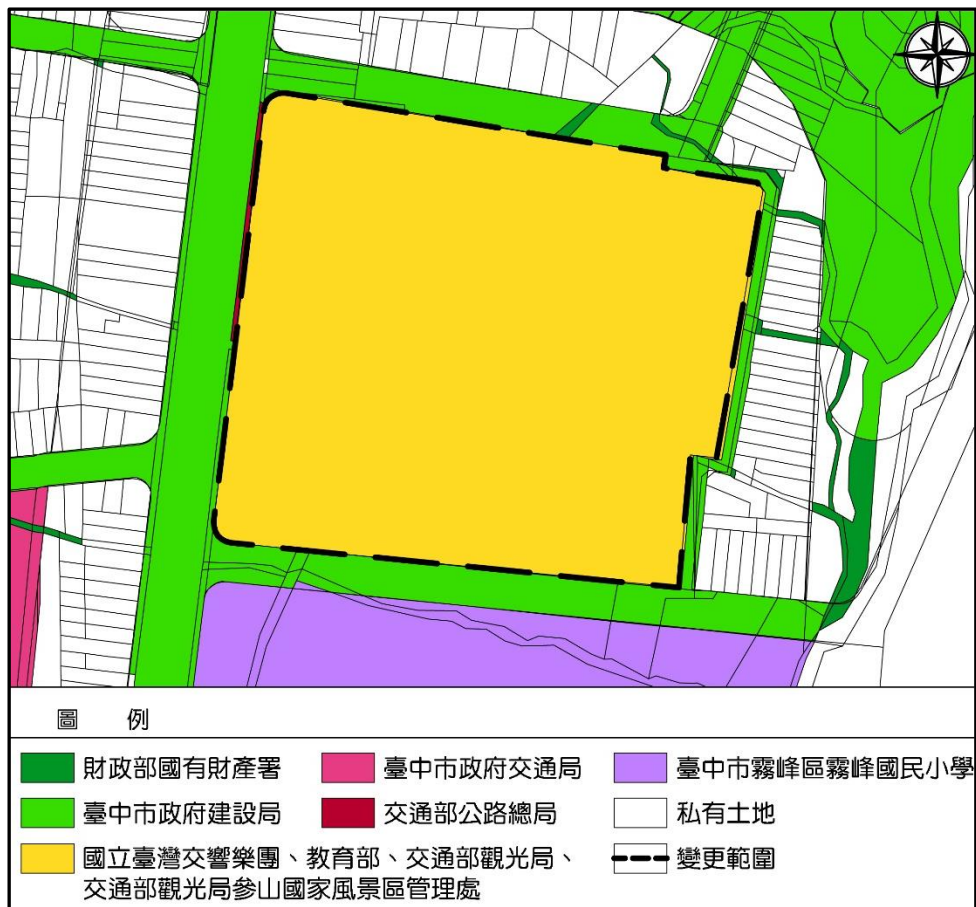 圖例
財政部國有財產署
臺中市政府交通局
臺中市霧峰區霧峰國民小學
臺中市政府建設局
交通部公路總局
私有土地
國立臺灣交響樂團、教育部、交通部觀光局、
交通部觀光局參山國家風景區管理處
變更範圍